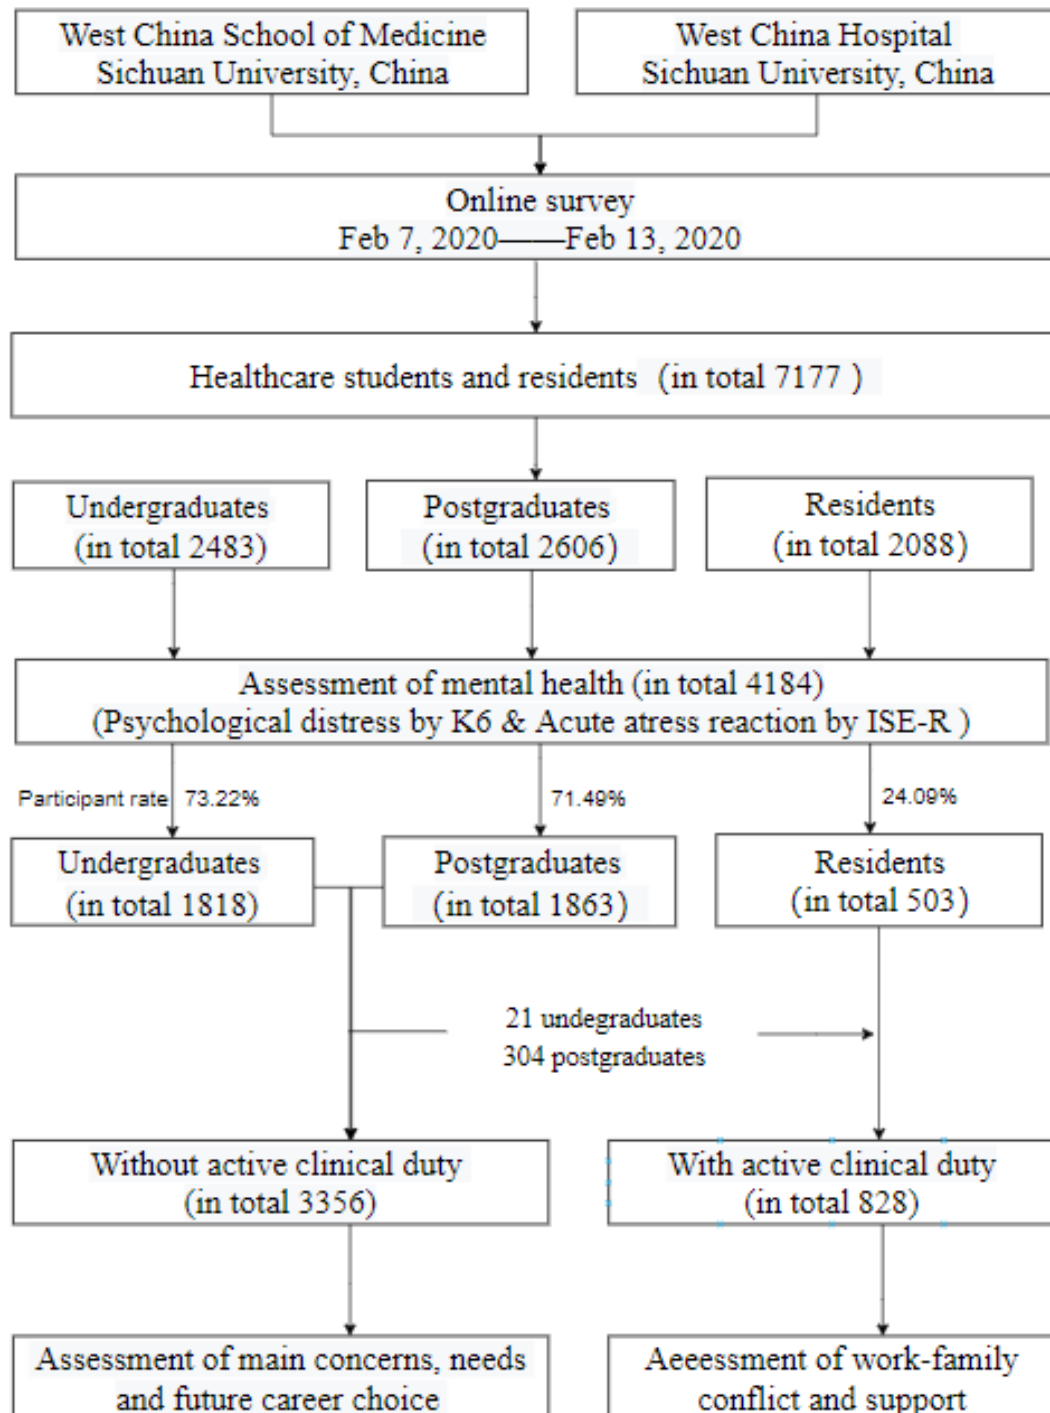 West China School of Medicine
Sichuan University, China
West China Hospital
Sichuan University, China
Online survey
Feb 7, 2020——Feb 13, 2020
Healthcare students and residents (in total 7177 )
Undergraduates
(in total 2483)
Postgraduates
(in total 2606)
Residents
(in total 2088)
Assessment of mental health (in total 4184)
(Psychological distress by K6 & Acute atress reaction by ISE-R )
Participant rate 73.22%
71.49%
24.09%
Undergraduates
(in total 1818)
Postgraduates
(in total 1863)
Residents
(in total 503)
21 undegraduates
304 postgraduates
Without active clinical duty
(in total 3356)
With active clinical duty
(in total 828)
Assessment of main concerns, needs
and future career choice
Aeeessment of work-family
conflict and support